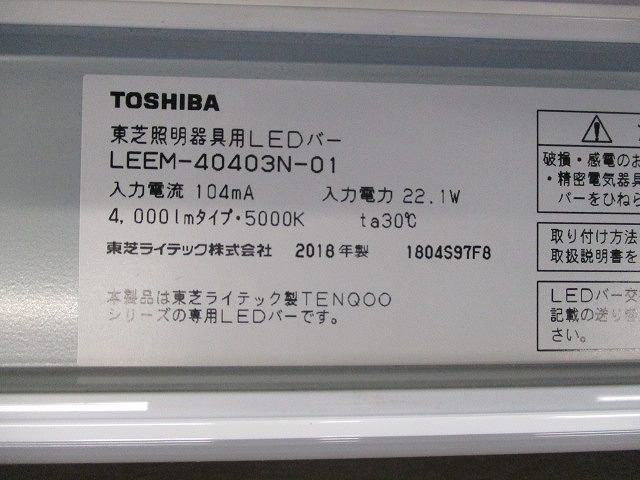 TOSHIBA
東芝照明器具用LEDバー
LEEM-40403N-01
入力電流 104mA 入力電力 22.1W
4,000lmタイプ・5000K ta30℃
東芝ライテック株式会社 2018年製 1804S97F8
本製品は東芝ライテック製TENQOO
シリーズの専用LEDバーです。
破損・感電のお
・精密電気器具
バーをひねら
取り付け方法
取扱説明書を
LEDバー交
記載の送り
さい。